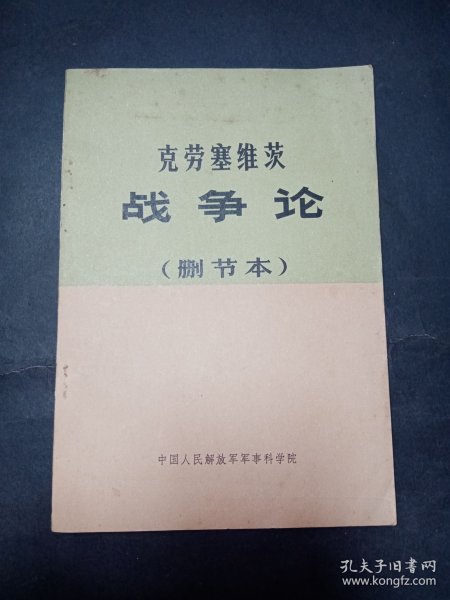 克劳塞维茨
战争论
（删节本）
中国人民解放军军事科学院
孔夫子旧书网
www.kongfz.com